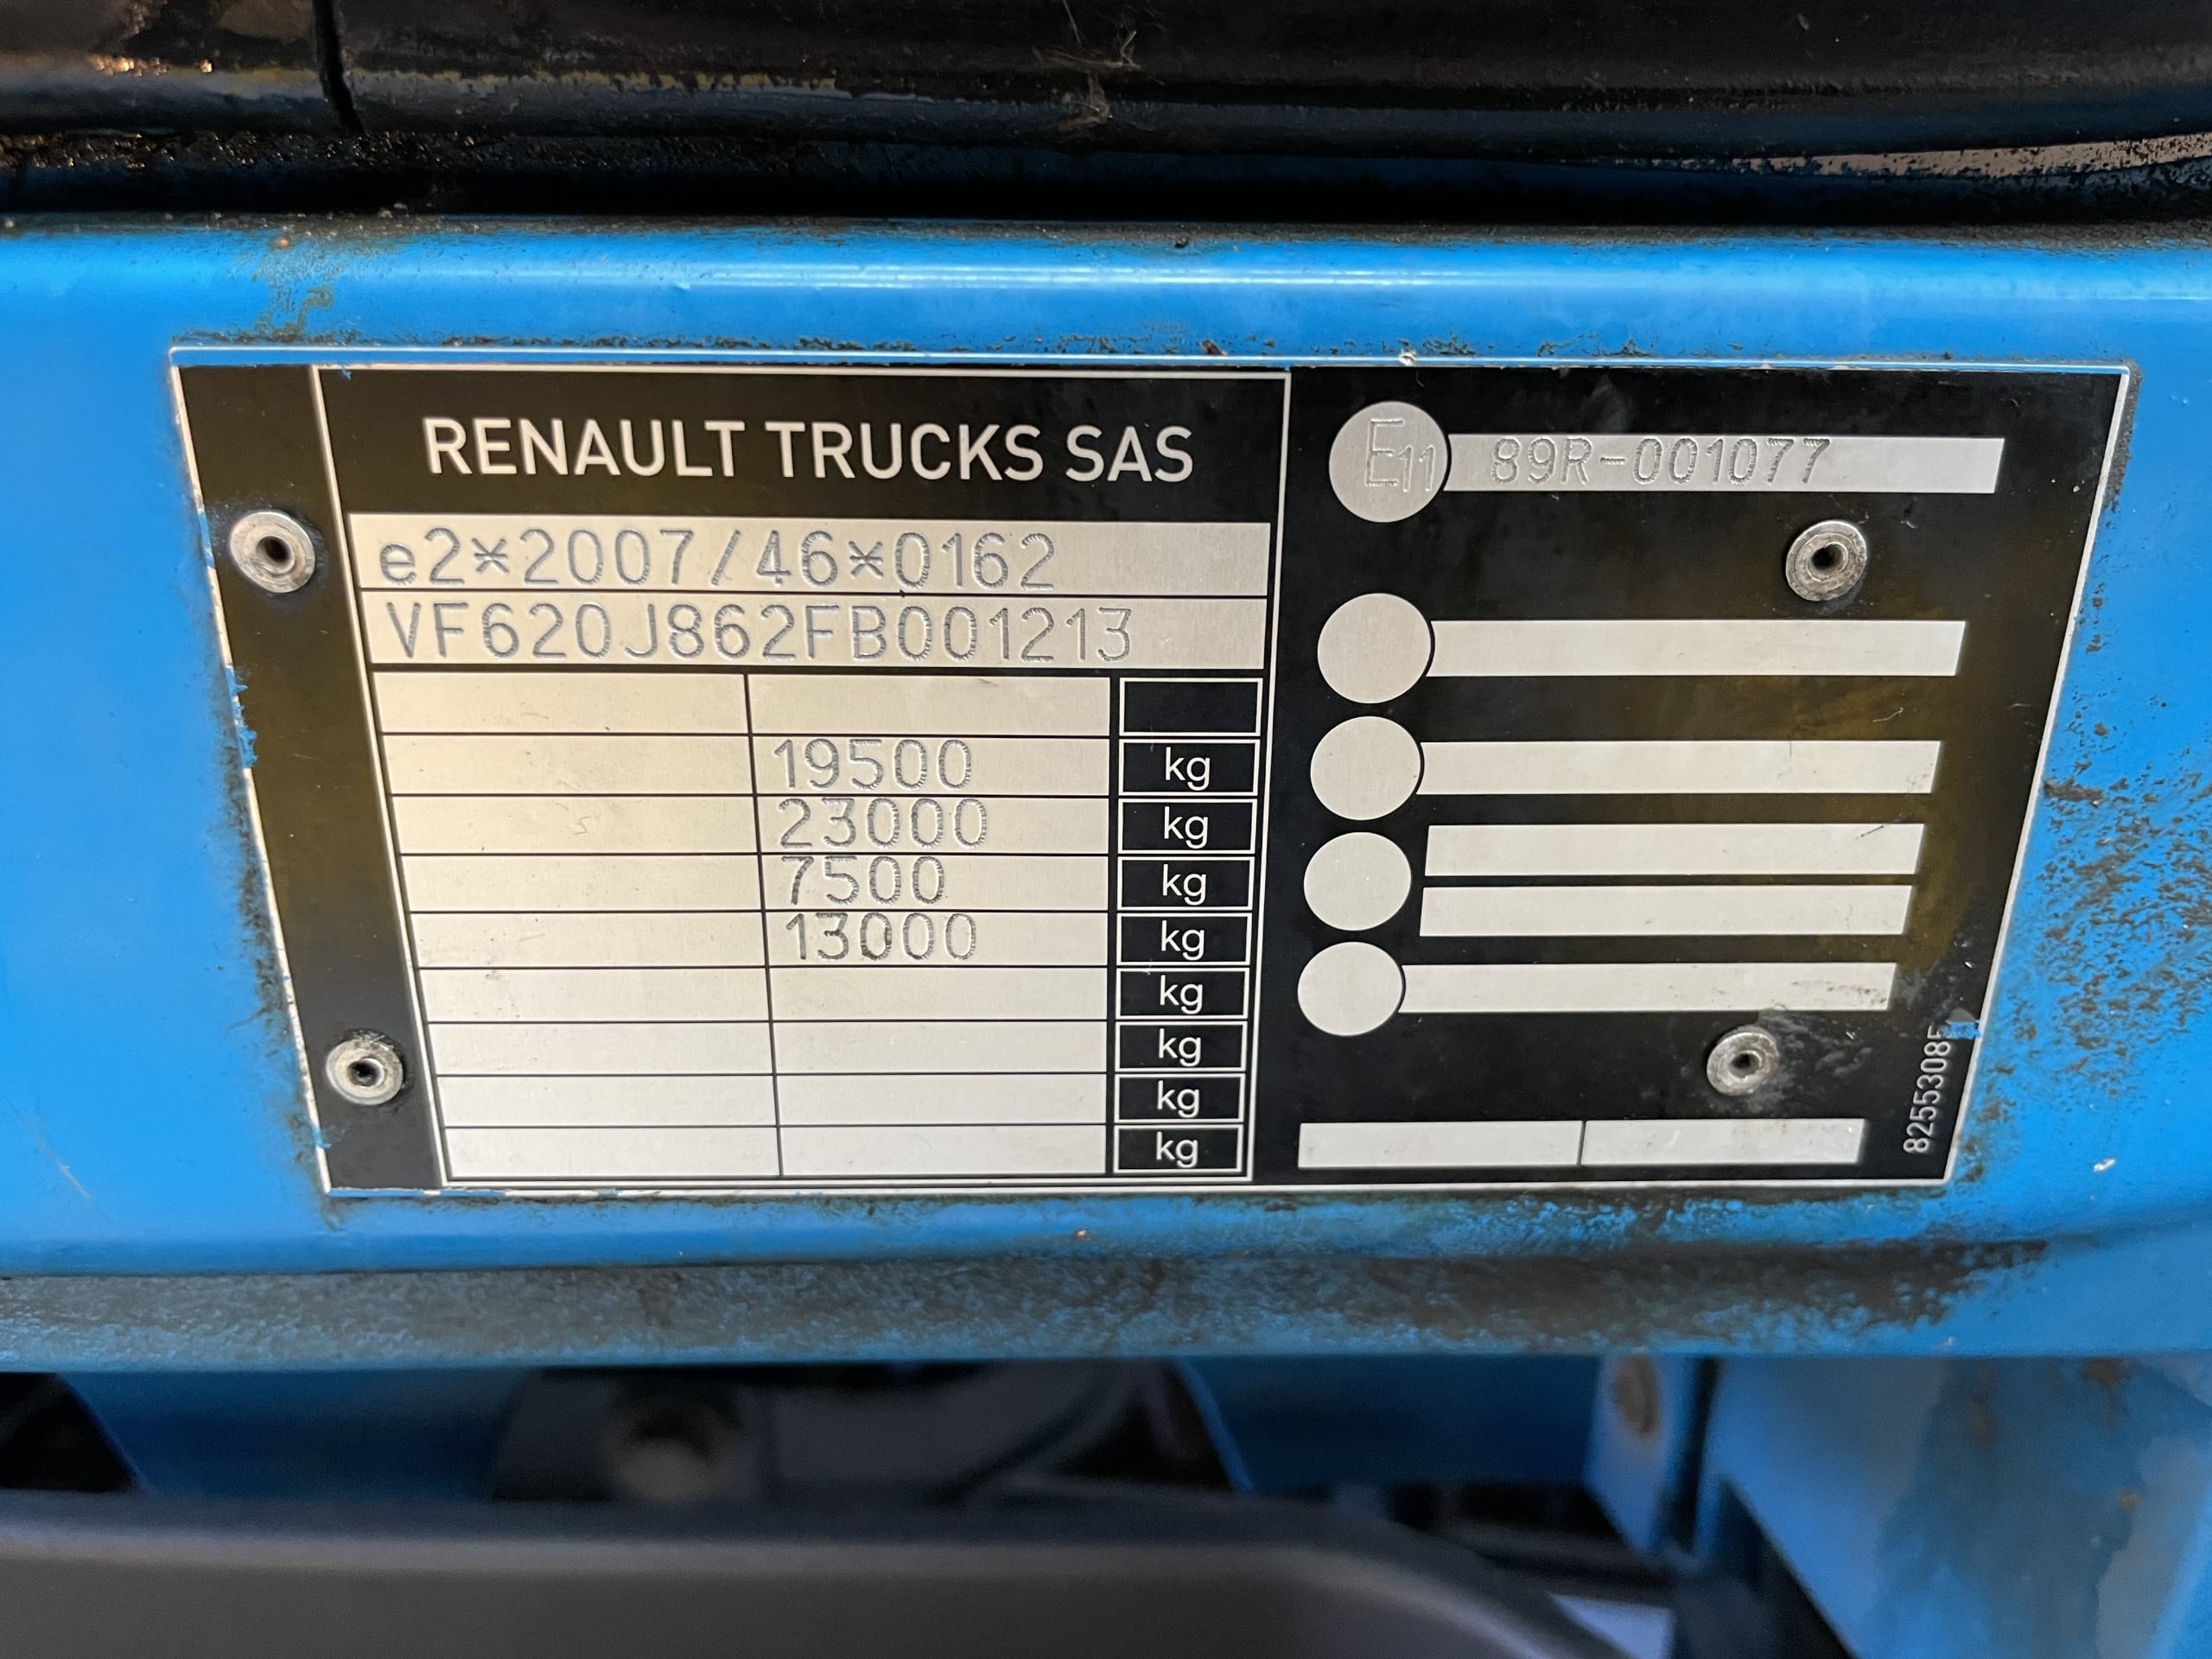 RENAULT TRUCKS SAS
e2*2007/46*0162
VF620J862FB001213
19500 kg
23000 kg
7500 kg
13000 kg
kg
kg
kg
kg
E11 89R-001077
82553085